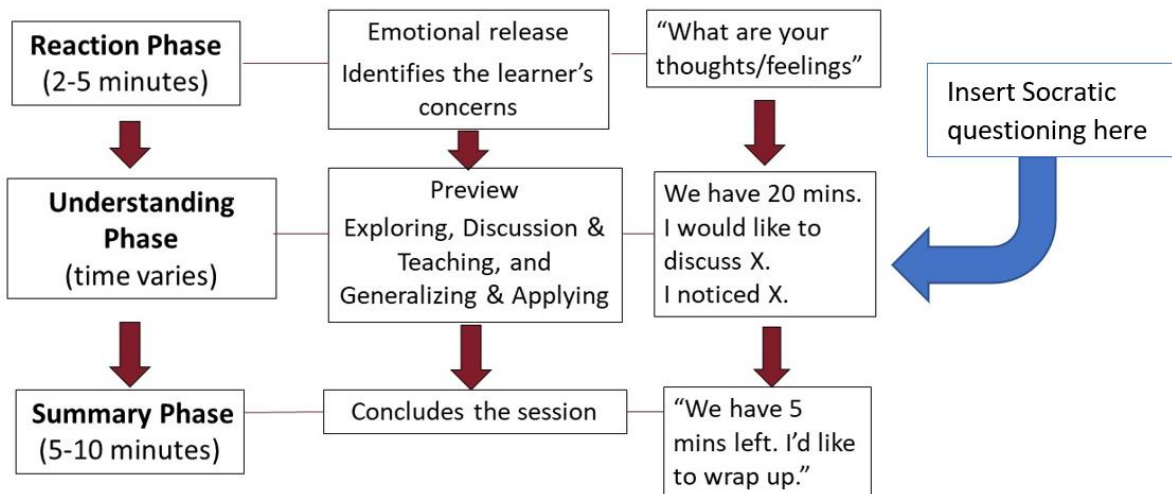 Reaction Phase
(2-5 minutes)
Emotional release
Identifies the learner’s
concerns
“What are your
thoughts/feelings”
Insert Socratic
questioning here
Understanding
Phase
(time varies)
Preview
Exploring, Discussion &
Teaching, and
Generalizing & Applying
We have 20 mins.
I would like to
discuss X.
I noticed X.
Summary Phase
(5-10 minutes)
Concludes the session
“We have 5
mins left. I’d like
to wrap up.”